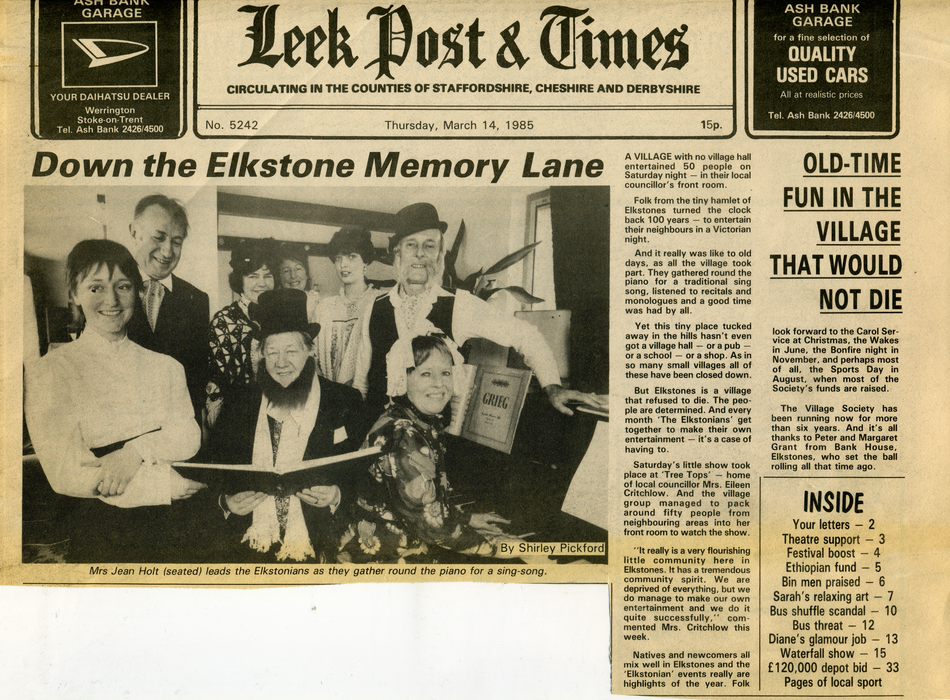 ASH BANK
GARAGE
YOUR DAIHATSU DEALER
Werrington
Stoke-on-Trent
Tel. Ash Bank 2426/4500
Leek Post & Times
CIRCULATING IN THE COUNTIES OF STAFFORDSHIRE, CHESHIRE AND DERBYSHIRE
No. 5242
Thursday, March 14, 1985
15p.
ASH BANK
GARAGE
for a fine selection of
QUALITY
USED CARS
All at realistic prices
Tel. Ash Bank 2426/4500
Down the Elkstone Memory Lane
GRIEG
By Shirley Pickford
Mrs Jean Holt (seated) leads the Elkstonians as they gather round the piano for a sing-song.
A VILLAGE with no village hall
entertained 50 people on
Saturday night — in their local
councillor's front room.
Folk from the tiny hamlet of
Elkstones turned the clock
back 100 years — to entertain
their neighbours in a Victorian
night.
And it really was like to old
days, as all the village took
part. They gathered round the
piano for a traditional sing
song, listened to recitals and
monologues and a good time
was had by all.
Yet this tiny place tucked
away in the hills hasn't even
got a village hall — or a pub —
or a school — or a shop. As in
so many small villages all of
these have been closed down.
But Elkstones is a village
that refused to die. The peo-
ple are determined. And every
month 'The Elkstonians' get
together to make their own
entertainment — it's a case of
having to.
Saturday's little show took
place at 'Tree Tops' — home
of local councillor Mrs. Eileen
Critchlow. And the village
group managed to pack
around fifty people from
neighbouring areas into her
front room to watch the show.
"It really is a very flourishing
little community here in
Elkstones. It has a tremendous
community spirit. We are
deprived of everything, but we
do manage to make our own
entertainment and we do it
quite successfully," com-
mented Mrs. Critchlow this
week.
Natives and newcomers all
mix well in Elkstones and the
'Elkstonian' events really are
highlights of the year. Folk
OLD-TIME
FUN IN THE
VILLAGE
THAT WOULD
NOT DIE
look forward to the Carol Ser-
vice at Christmas, the Wakes
in June, the Bonfire night in
November, and perhaps most
of all, the Sports Day in
August, when most of the
Society's funds are raised.
The Village Society has
been running now for more
than six years. And it's all
thanks to Peter and Margaret
Grant from Bank House,
Elkstones, who set the ball
rolling all that time ago.
INSIDE
Your letters — 2
Theatre support — 3
Festival boost — 4
Ethiopian fund — 5
Bin men praised — 6
Sarah's relaxing art — 7
Bus shuffle scandal — 10
Bus threat — 12
Diane's glamour job — 13
Waterfall show — 15
£120,000 depot bid — 33
Pages of local sport